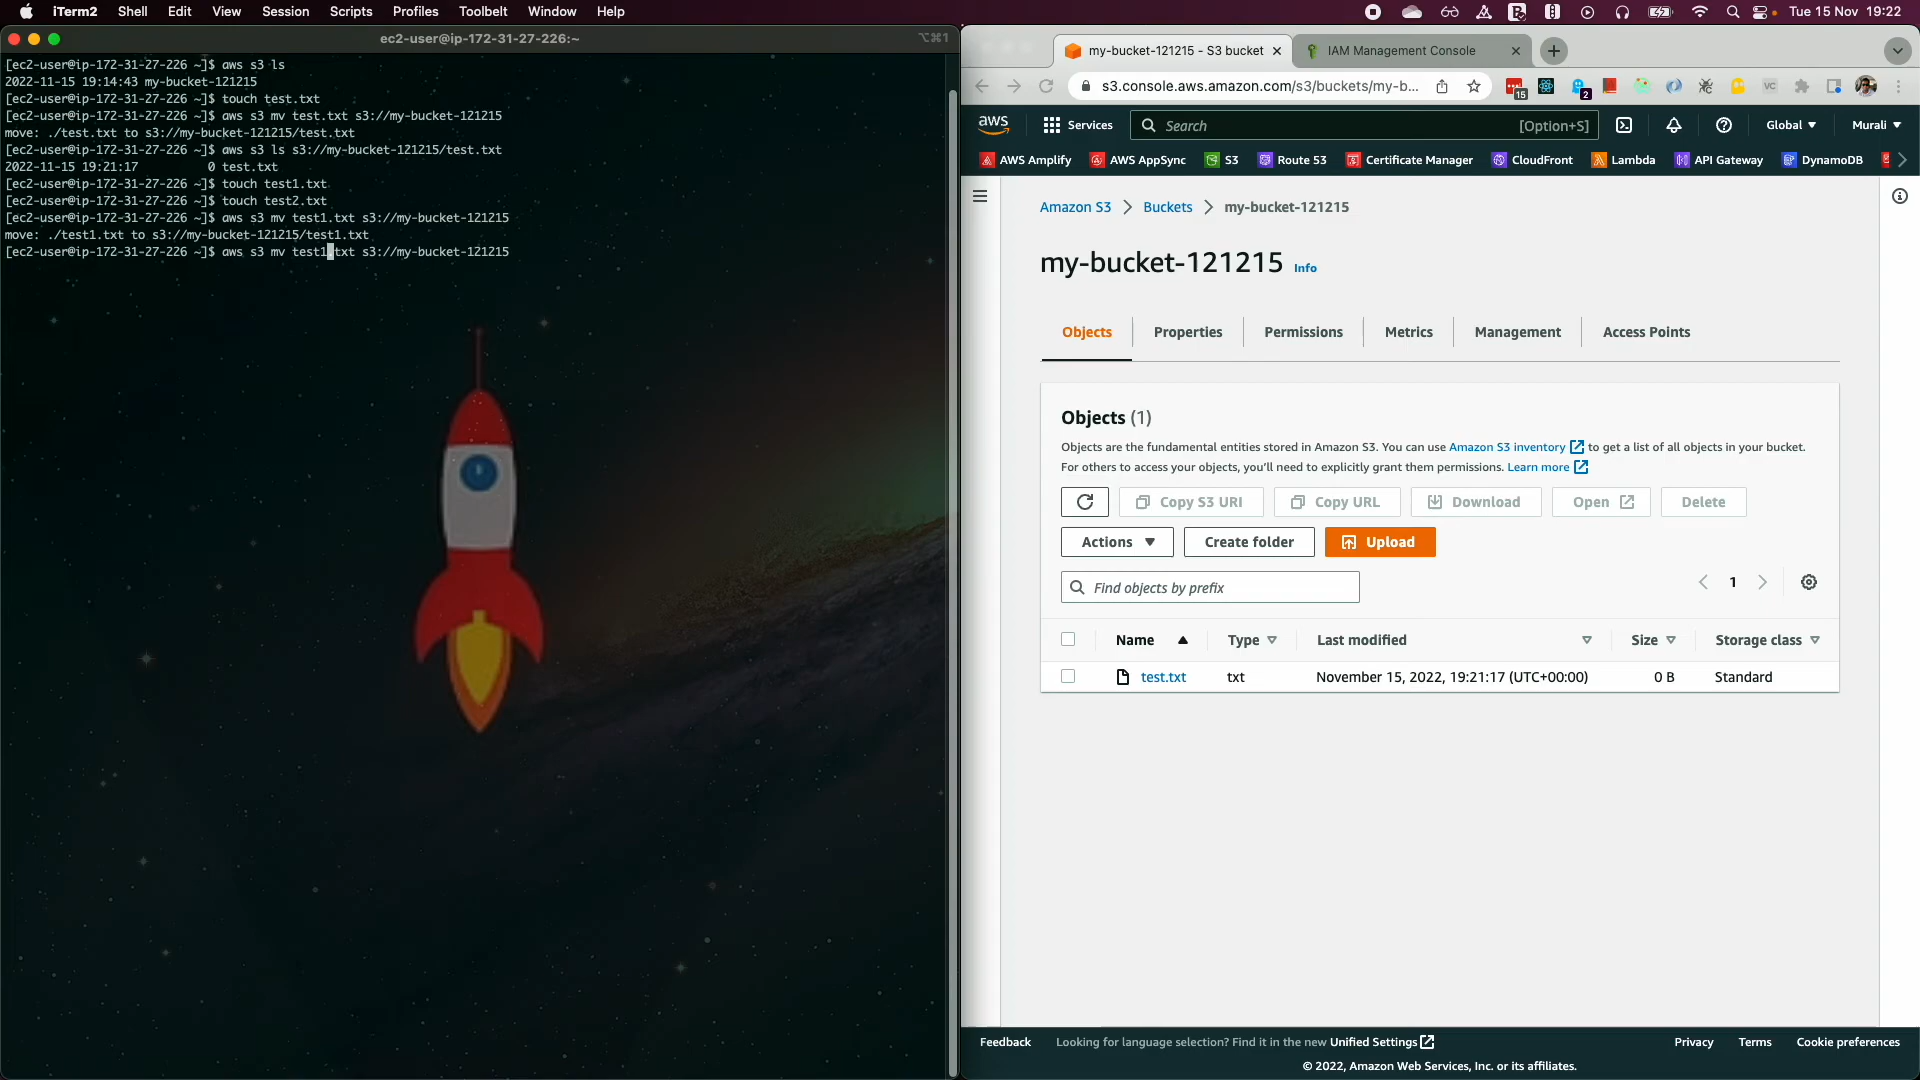 iTerm2 Shell Edit View Session Scripts Profiles Toolbelt Window Help Tue 15 Nov 19:22
ec2-user@ip-172-31-27-226:~ ⌥⌘1
[ec2-user@ip-172-31-27-226 ~]$ aws s3 ls
2022-11-15 19:14:43 my-bucket-121215
[ec2-user@ip-172-31-27-226 ~]$ touch test.txt
[ec2-user@ip-172-31-27-226 ~]$ aws s3 mv test.txt s3://my-bucket-121215
move: ./test.txt to s3://my-bucket-121215/test.txt
[ec2-user@ip-172-31-27-226 ~]$ aws s3 ls s3://my-bucket-121215/test.txt
2022-11-15 19:21:17 0 test.txt
[ec2-user@ip-172-31-27-226 ~]$ touch test1.txt
[ec2-user@ip-172-31-27-226 ~]$ touch test2.txt
[ec2-user@ip-172-31-27-226 ~]$ aws s3 mv test1.txt s3://my-bucket-121215
move: ./test1.txt to s3://my-bucket-121215/test1.txt
[ec2-user@ip-172-31-27-226 ~]$ aws s3 mv test1.txt s3://my-bucket-121215
my-bucket-121215 - S3 bucket IAM Management Console
s3.console.aws.amazon.com/s3/buckets/my-b... 15 2 VC
aws Services Search [Option+S] Global Murali
AWS Amplify AWS AppSync S3 Route 53 Certificate Manager CloudFront Lambda API Gateway DynamoDB
Amazon S3 Buckets my-bucket-121215
my-bucket-121215 Info
Objects Properties Permissions Metrics Management Access Points
Objects (1)
Objects are the fundamental entities stored in Amazon S3. You can use Amazon S3 inventory to get a list of all objects in your bucket.
For others to access your objects, you'll need to explicitly grant them permissions. Learn more
Copy S3 URI Copy URL Download Open Delete
Actions Create folder Upload
Find objects by prefix 1
Name Type Last modified Size Storage class
test.txt txt November 15, 2022, 19:21:17 (UTC+00:00) 0 B Standard
Feedback Looking for language selection? Find it in the new Unified Settings Privacy Terms Cookie preferences
© 2022, Amazon Web Services, Inc. or its affiliates.